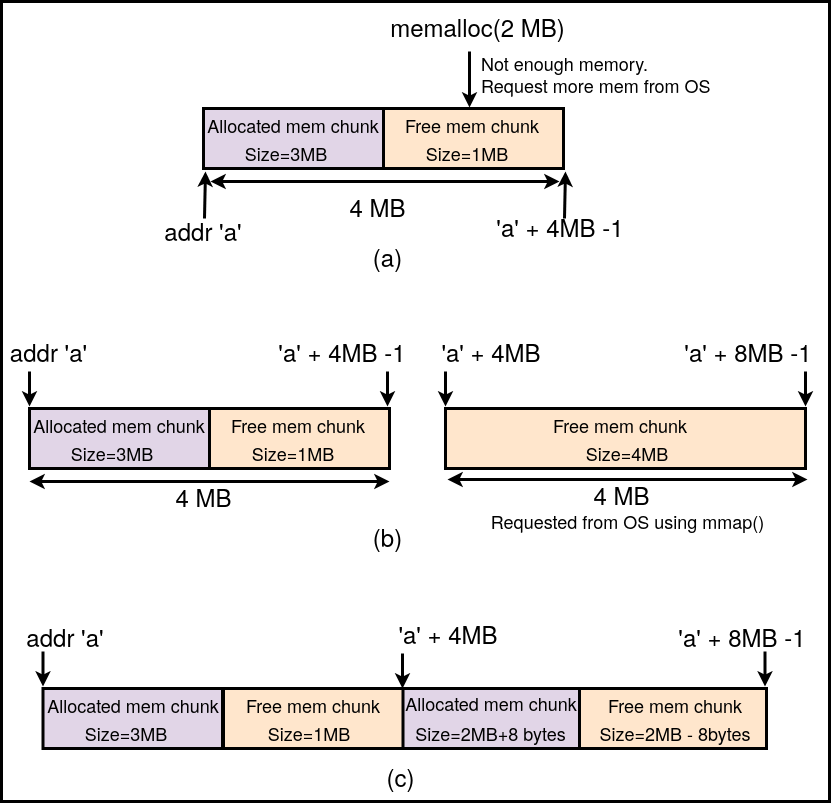 memalloc(2 MB)
Not enough memory.
Request more mem from OS
Allocated mem chunk
Size=3MB
Free mem chunk
Size=1MB
4 MB
addr 'a'
'a' + 4MB -1
(a)
addr 'a'
'a' + 4MB -1
'a' + 4MB
'a' + 8MB -1
Allocated mem chunk
Size=3MB
Free mem chunk
Size=1MB
Free mem chunk
Size=4MB
4 MB
4 MB
Requested from OS using mmap()
(b)
addr 'a'
'a' + 4MB
'a' + 8MB -1
Allocated mem chunk
Size=3MB
Free mem chunk
Size=1MB
Allocated mem chunk
Size=2MB+8 bytes
Free mem chunk
Size=2MB - 8bytes
(c)